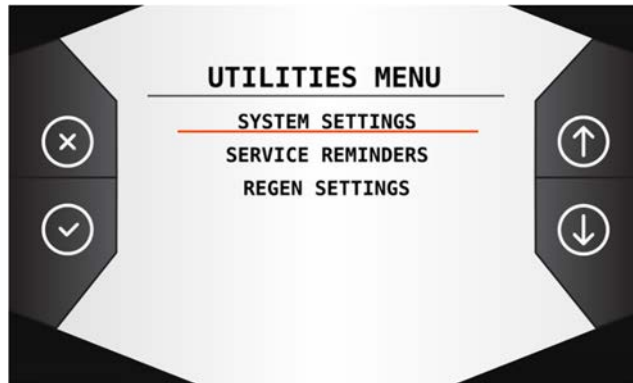 UTILITIES MENU
SYSTEM SETTINGS
SERVICE REMINDERS
REGEN SETTINGS